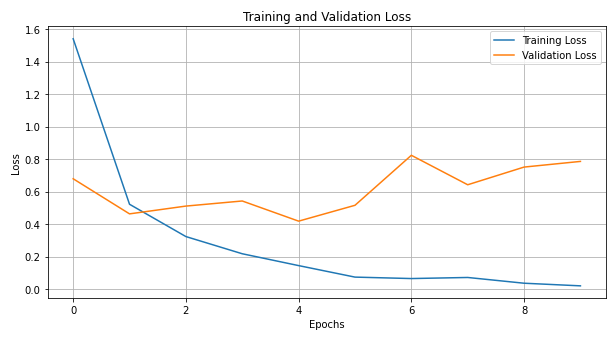 Training and Validation Loss
Training Loss
Validation Loss
1.6
1.4
1.2
1.0
0.8
0.6
0.4
0.2
0.0
Loss
0 2 4 6 8
Epochs